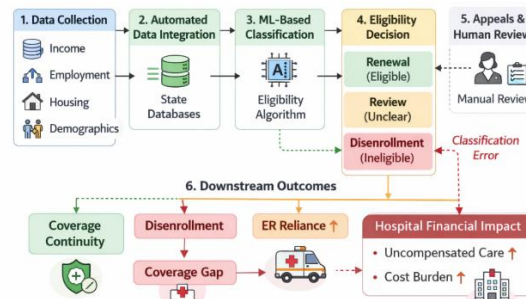 1. Data Collection
Income
Employment
Housing
Demographics
2. Automated
Data Integration
State
Databases
3. ML-Based
Classification
A
Eligibility
Algorithm
4. Eligibility
Decision
Renewal
(Eligible)
Review
(Unclear)
Disenrollment
(Ineligible)
5. Appeals &
Human Review
Manual Review
Classification
Error
6. Downstream Outcomes
Coverage
Continuity
Disenrollment
Coverage Gap
ER Reliance ↑
Hospital Financial Impact
• Uncompensated Care ↑
• Cost Burden ↑